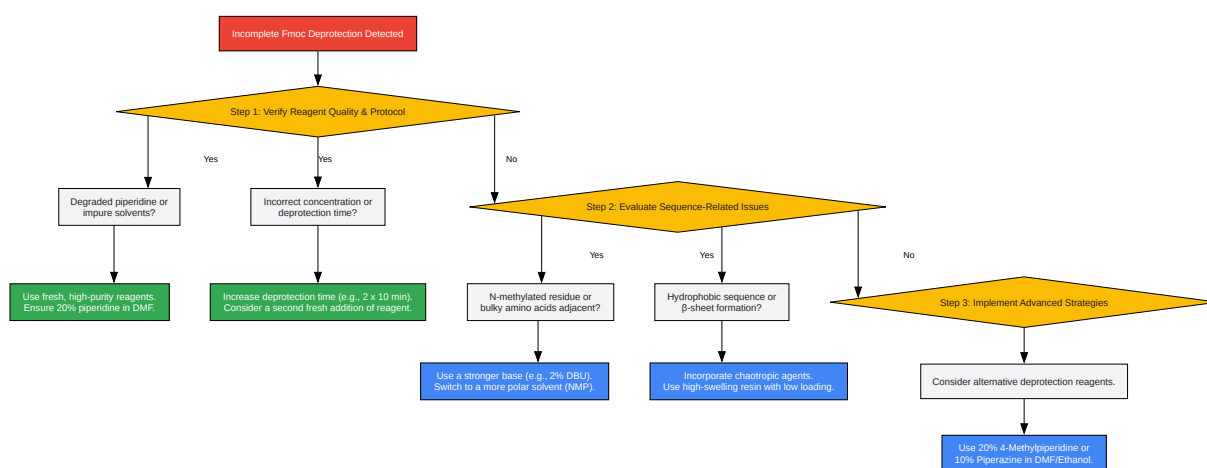 Incomplete Fmoc Deprotection Detected
Step 1: Verify Reagent Quality & Protocol
Yes
Yes
No
Degraded piperidine or
impure solvents?
Incorrect concentration or
deprotection time?
Step 2: Evaluate Sequence-Related Issues
Yes
Yes
No
Use fresh, high-purity reagents.
Ensure 20% piperidine in DMF.
Increase deprotection time (e.g., 2 x 10 min).
Consider a second fresh addition of reagent.
N-methylated residue or
bulky amino acids adjacent?
Hydrophobic sequence or
β-sheet formation?
Step 3: Implement Advanced Strategies
Use a stronger base (e.g., 2% DBU).
Switch to a more polar solvent (NMP).
Incorporate chaotropic agents.
Use high-swelling resin with low loading.
Consider alternative deprotection reagents.
Use 20% 4-Methylpiperidine or
10% Piperazine in DMF/Ethanol.